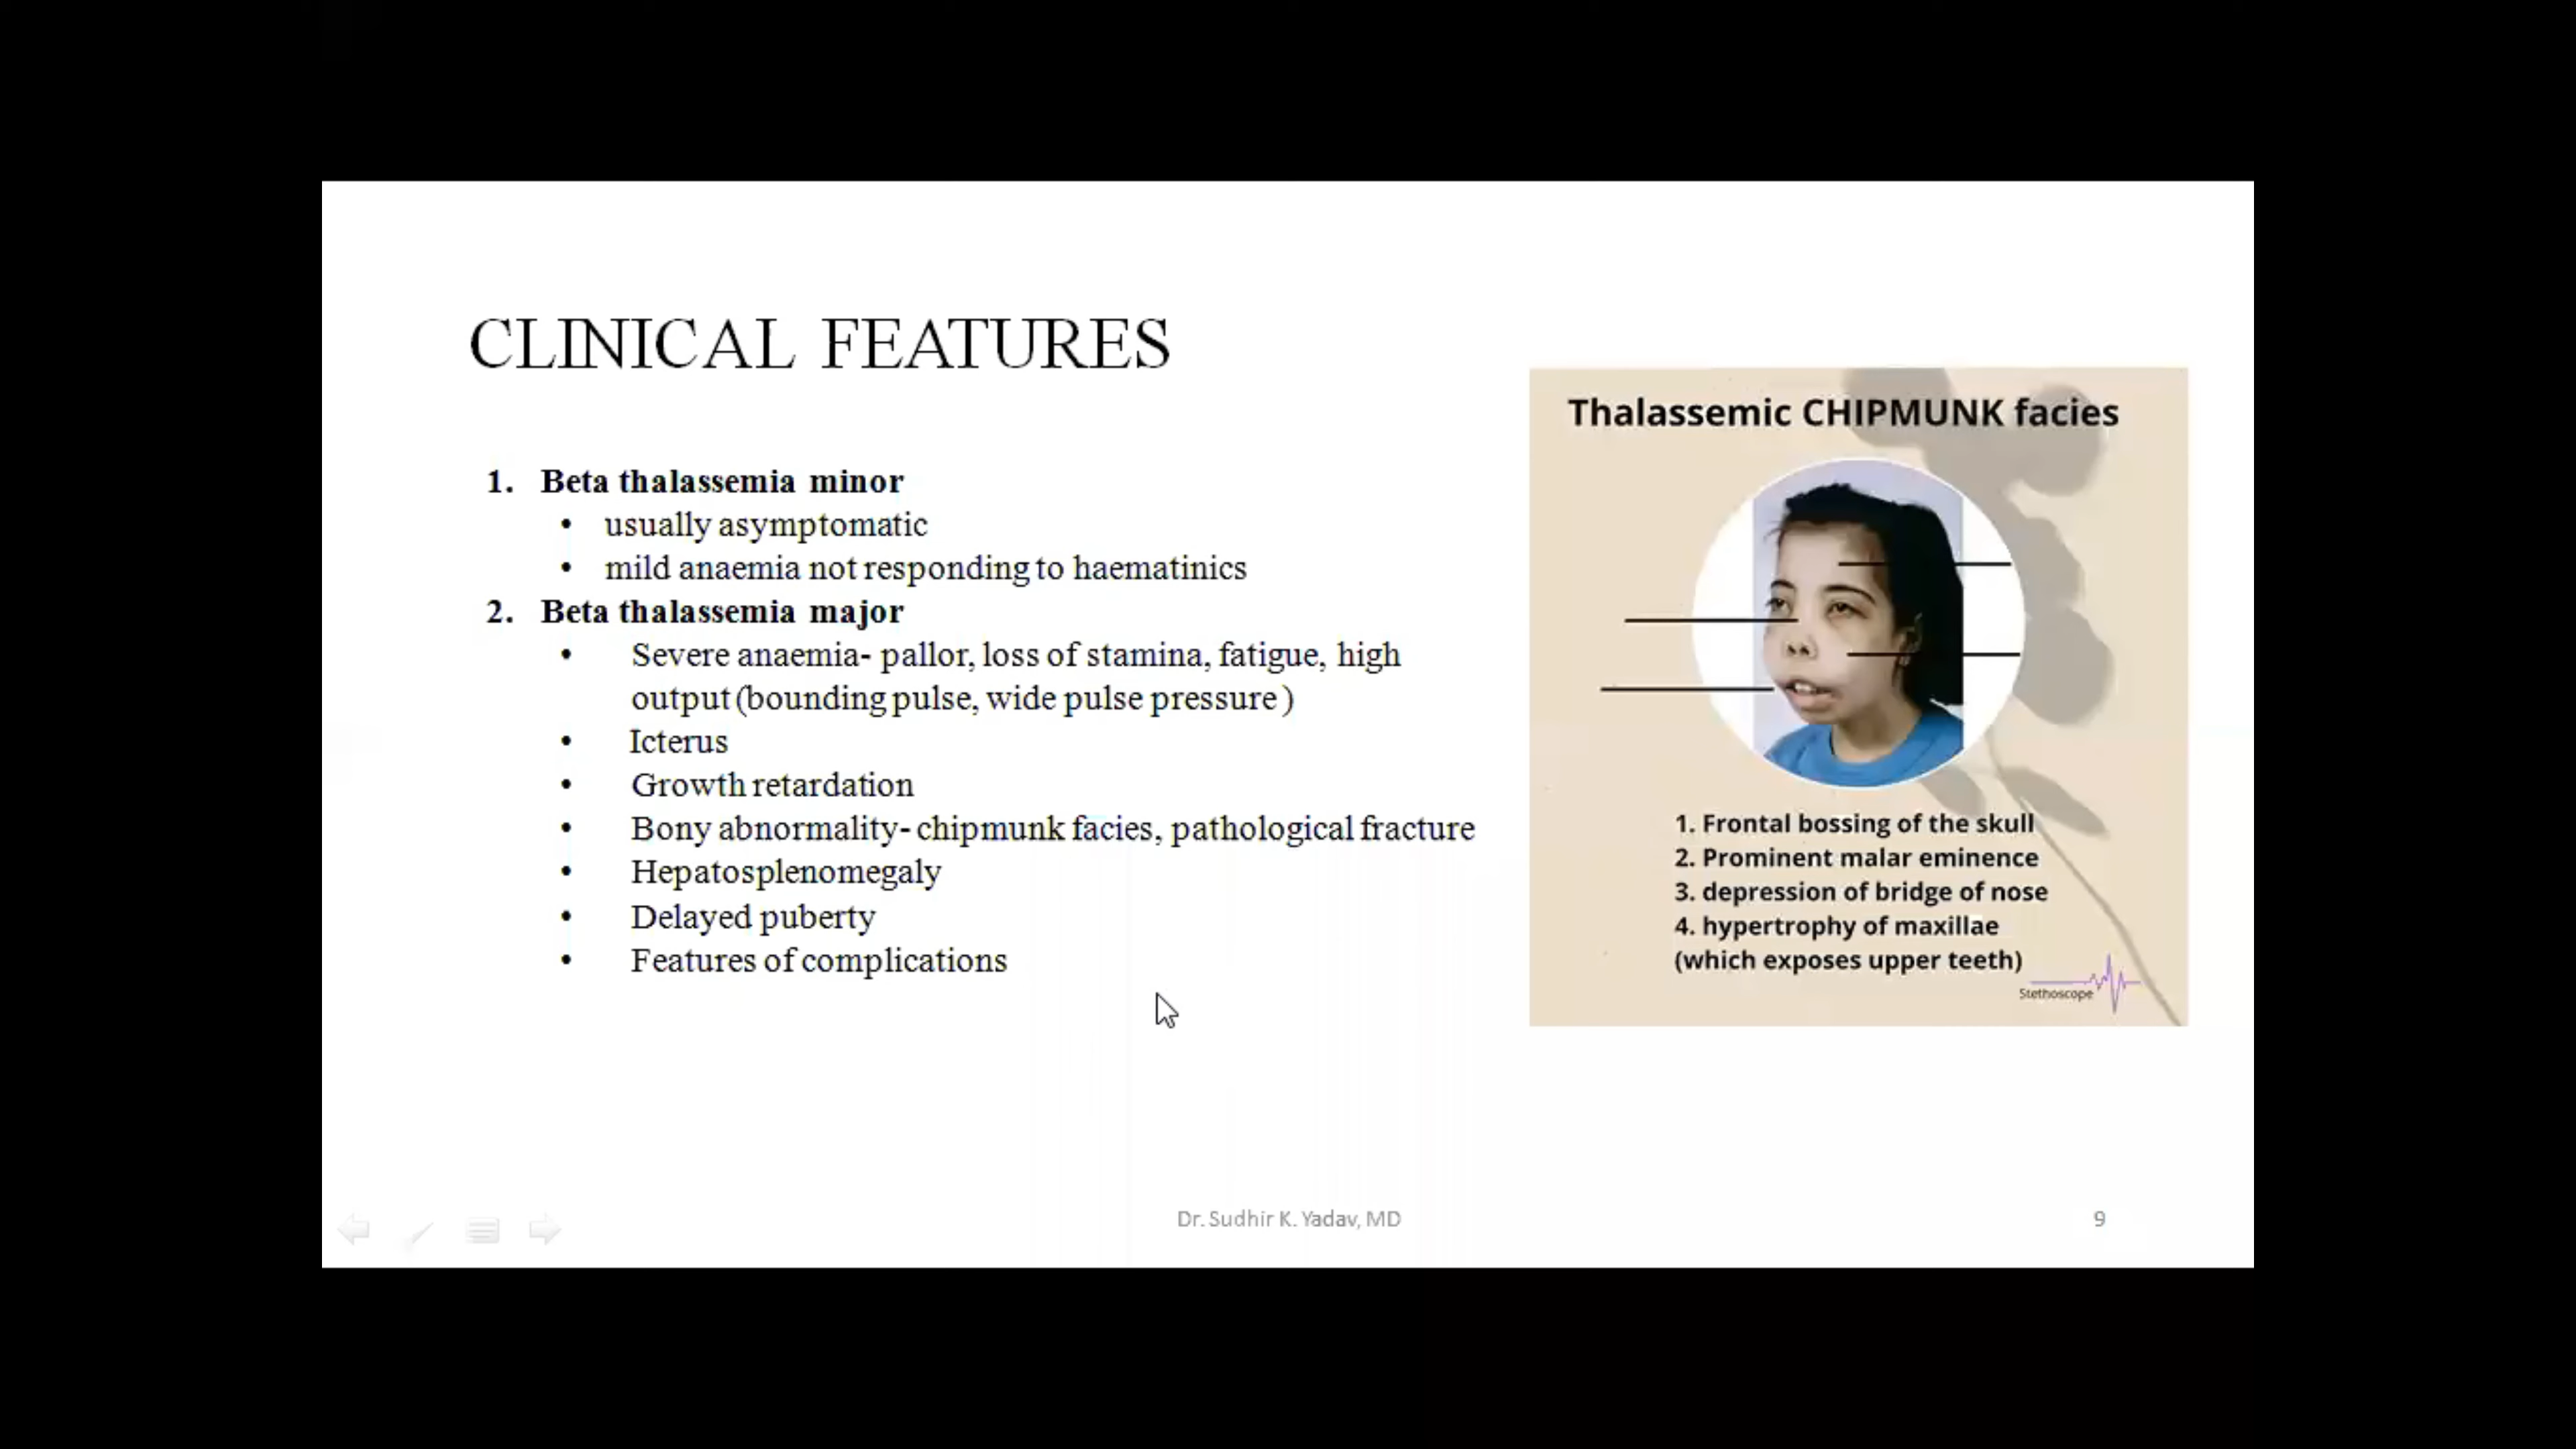 CLINICAL FEATURES
1. Beta thalassemia minor
• usually asymptomatic
• mild anaemia not responding to haematinics
2. Beta thalassemia major
• Severe anaemia- pallor, loss of stamina, fatigue, high
output (bounding pulse, wide pulse pressure )
• Icterus
• Growth retardation
• Bony abnormality- chipmunk facies, pathological fracture
• Hepatosplenomegaly
• Delayed puberty
• Features of complications
Thalassemic CHIPMUNK facies
1. Frontal bossing of the skull
2. Prominent malar eminence
3. depression of bridge of nose
4. hypertrophy of maxillae
(which exposes upper teeth)
Stethoscope
Dr. Sudhir K. Yadav, MD
9